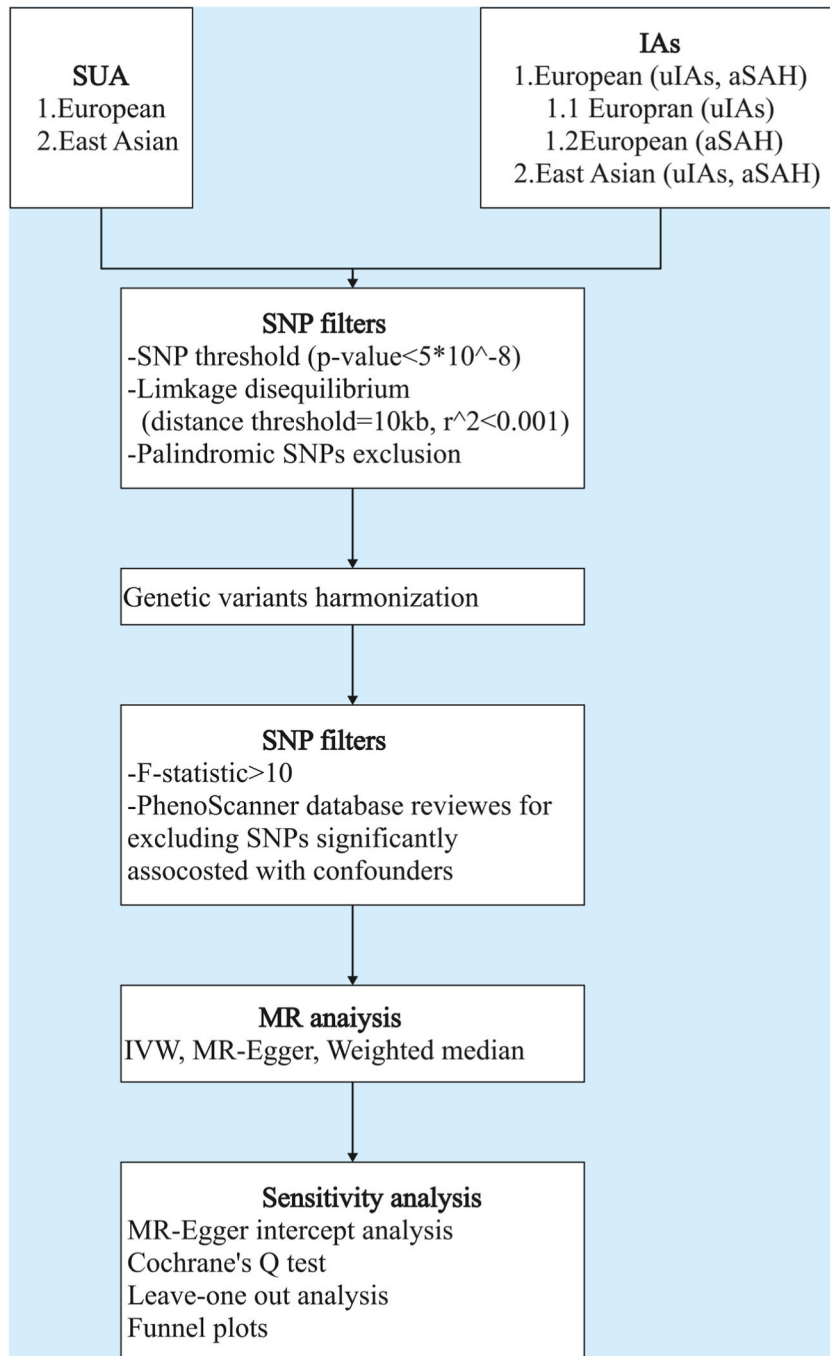 SUA
1.European
2.East Asian
IAs
1.European (uIAs, aSAH)
1.1 Europran (uIAs)
1.2European (aSAH)
2.East Asian (uIAs, aSAH)
SNP filters
-SNP threshold (p-value<5*10^-8)
-Limkage disequilibrium
(distance threshold=10kb, r^2<0.001)
-Palindromic SNPs exclusion
Genetic variants harmonization
SNP filters
-F-statistic>10
-PhenoScanner database reviewes for
excluding SNPs significantly
assocosted with confounders
MR anaiysis
IVW, MR-Egger, Weighted median
Sensitivity analysis
MR-Egger intercept analysis
Cochrane's Q test
Leave-one out analysis
Funnel plots